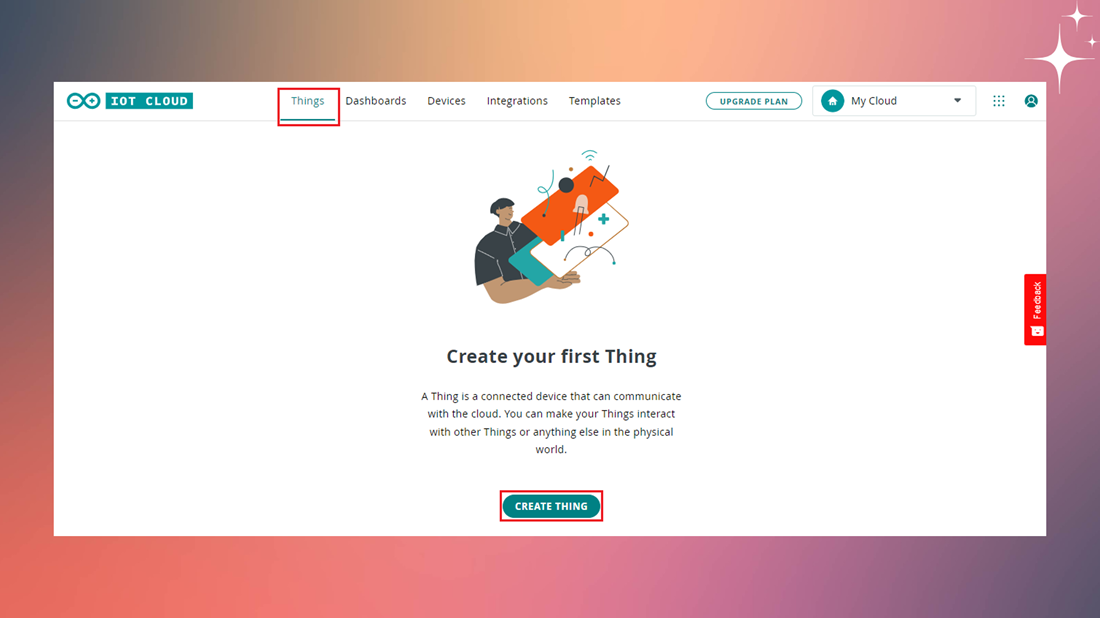 IOT CLOUD
Things
Dashboards
Devices
Integrations
Templates
UPGRADE PLAN
My Cloud
Feedback
Create your first Thing
A Thing is a connected device that can communicate
with the cloud. You can make your Things interact
with other Things or anything else in the physical
world.
CREATE THING